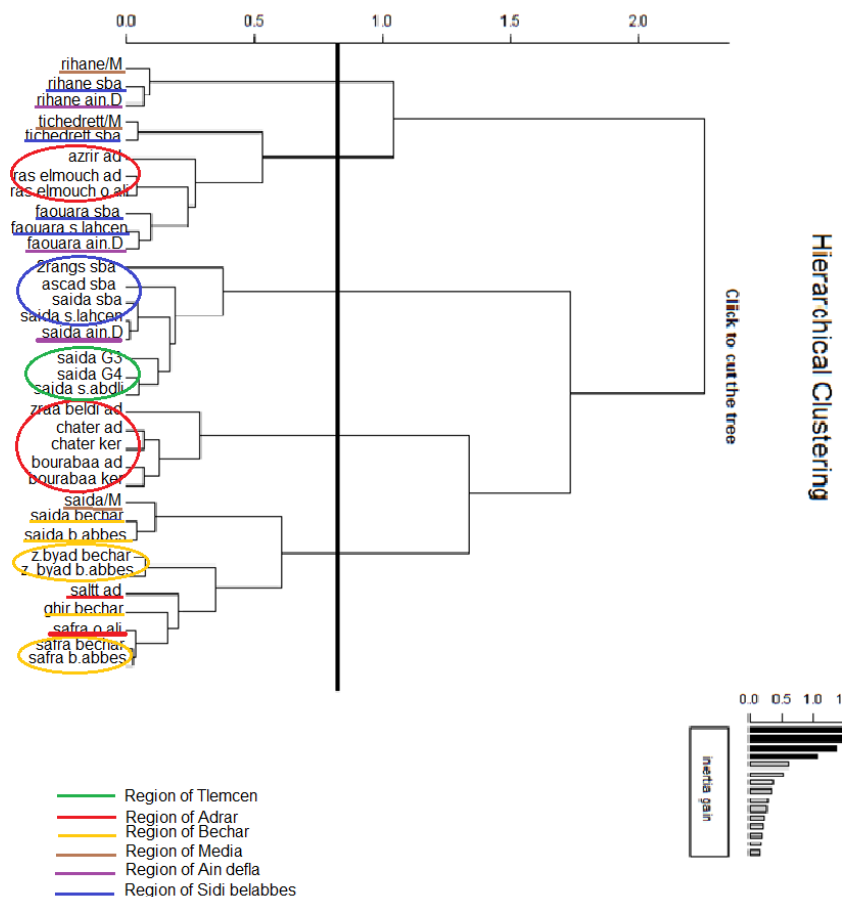 0.0 0.5 1.0 1.5 2.0
rihane/M
rihane sba
rihane ain.D
tichedrett/M
tichedrett sba
azrir ad
ras elmouch ad
ras elmouch o.ali
faouara sba
faouara s.lahcen
faouara ain.D
2rangs sba
ascad sba
saida sba
saida s.lahcen
saida ain.D
saida G3
saida G4
saida s.abdli
zraa beldi ad
chater ad
chater ker
bourabaa ad
bourabaa ker
saida/M
saida bechar
saida b.abbes
z.byad bechar
z. byad b.abbes
saltt ad
ghir bechar
safra o.ali
safra bechar
safra b.abbes
Click to cut the tree
Hierarchical Clustering
0.0 0.5 1.0
inertia gain
Region of Tlemcen
Region of Adrar
Region of Bechar
Region of Media
Region of Ain defla
Region of Sidi belabbes